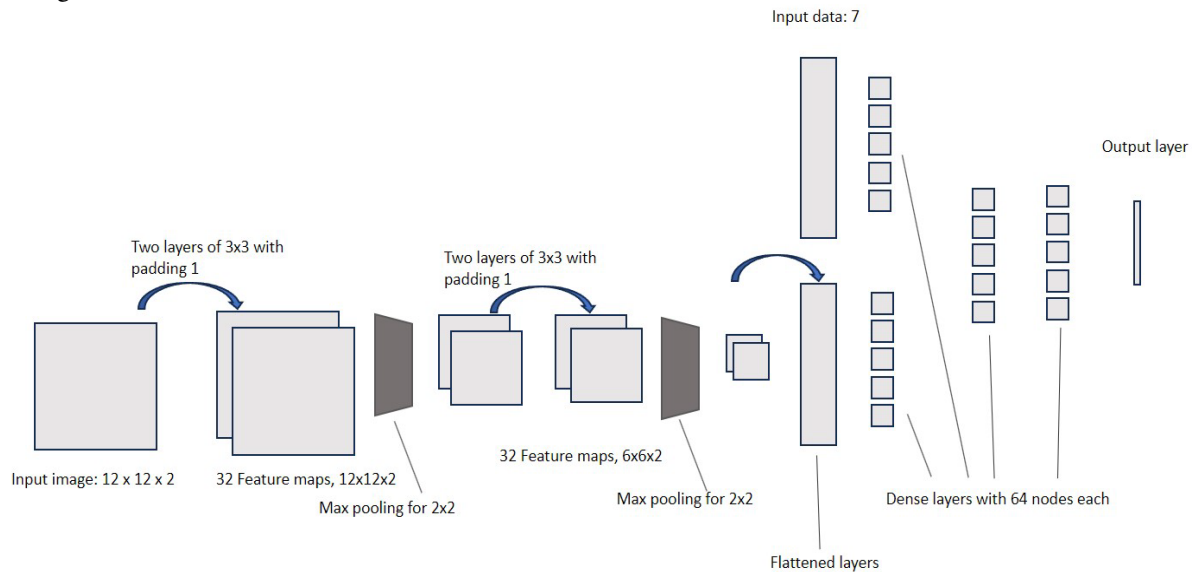 Input data: 7
Output layer
Two layers of 3x3 with
padding 1
Two layers of 3x3 with
padding 1
Input image: 12 x 12 x 2
32 Feature maps, 12x12x2
32 Feature maps, 6x6x2
Max pooling for 2x2
Max pooling for 2x2
Dense layers with 64 nodes each
Flattened layers